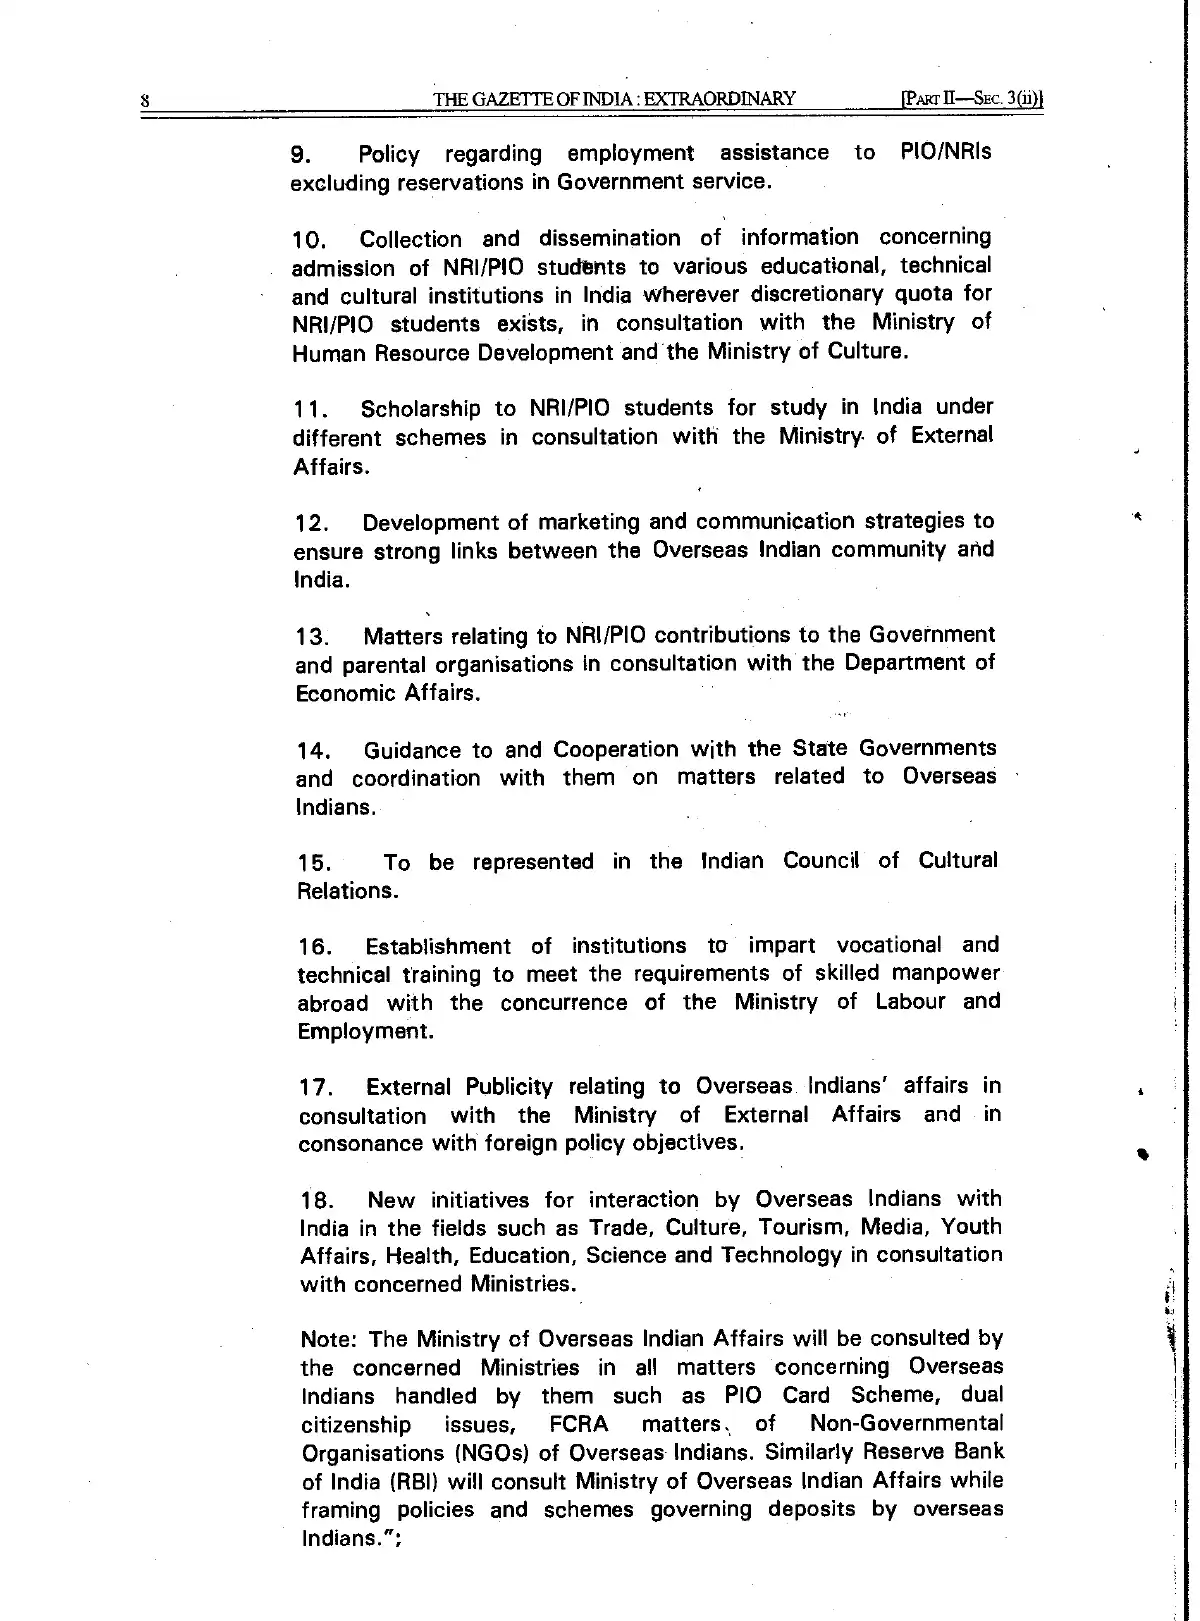 8 THE GAZETTE OF INDIA : EXTRAORDINARY [PART II—SEC. 3(ii)]
9. Policy regarding employment assistance to PIO/NRIs
excluding reservations in Government service.
10. Collection and dissemination of information concerning
admission of NRI/PIO students to various educational, technical
and cultural institutions in India wherever discretionary quota for
NRI/PIO students exists, in consultation with the Ministry of
Human Resource Development and the Ministry of Culture.
11. Scholarship to NRI/PIO students for study in India under
different schemes in consultation with the Ministry of External
Affairs.
12. Development of marketing and communication strategies to
ensure strong links between the Overseas Indian community and
India.
13. Matters relating to NRI/PIO contributions to the Government
and parental organisations in consultation with the Department of
Economic Affairs.
14. Guidance to and Cooperation with the State Governments
and coordination with them on matters related to Overseas
Indians.
15. To be represented in the Indian Council of Cultural
Relations.
16. Establishment of institutions to impart vocational and
technical training to meet the requirements of skilled manpower
abroad with the concurrence of the Ministry of Labour and
Employment.
17. External Publicity relating to Overseas Indians' affairs in
consultation with the Ministry of External Affairs and in
consonance with foreign policy objectives.
18. New initiatives for interaction by Overseas Indians with
India in the fields such as Trade, Culture, Tourism, Media, Youth
Affairs, Health, Education, Science and Technology in consultation
with concerned Ministries.
Note: The Ministry of Overseas Indian Affairs will be consulted by
the concerned Ministries in all matters concerning Overseas
Indians handled by them such as PIO Card Scheme, dual
citizenship issues, FCRA matters, of Non-Governmental
Organisations (NGOs) of Overseas Indians. Similarly Reserve Bank
of India (RBI) will consult Ministry of Overseas Indian Affairs while
framing policies and schemes governing deposits by overseas
Indians.";